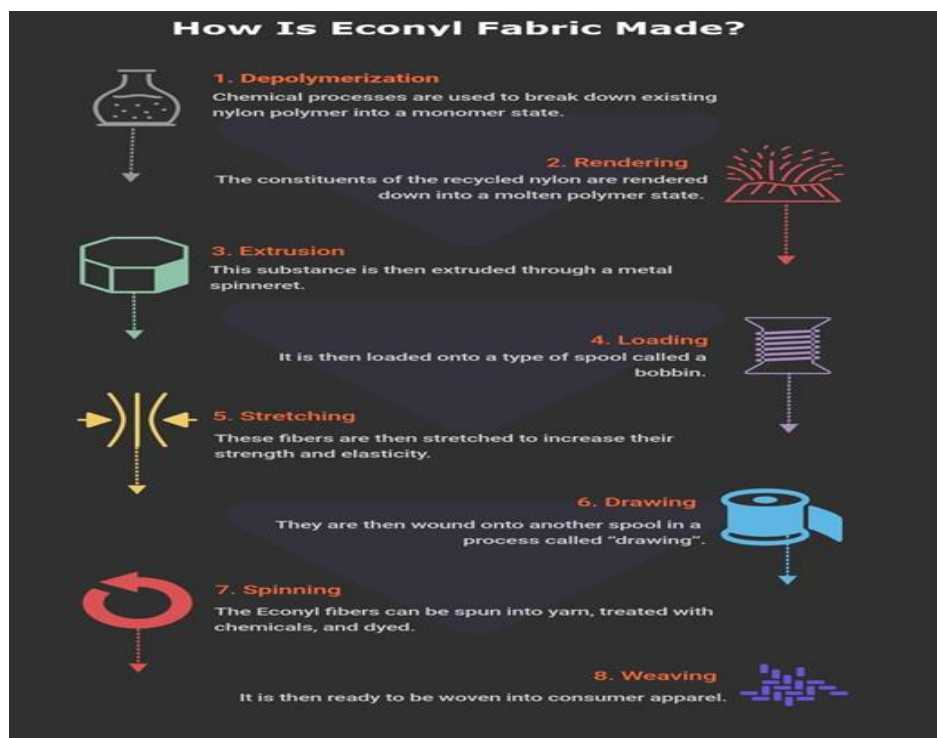 How Is Econyl Fabric Made?
1. Depolymerization
Chemical processes are used to break down existing
nylon polymer into a monomer state.
2. Rendering
The constituents of the recycled nylon are rendered
down into a molten polymer state.
3. Extrusion
This substance is then extruded through a metal
spinneret.
4. Loading
It is then loaded onto a type of spool called a
bobbin.
5. Stretching
These fibers are then stretched to increase their
strength and elasticity.
6. Drawing
They are then wound onto another spool in a
process called “drawing”.
7. Spinning
The Econyl fibers can be spun into yarn, treated with
chemicals, and dyed.
8. Weaving
It is then ready to be woven into consumer apparel.